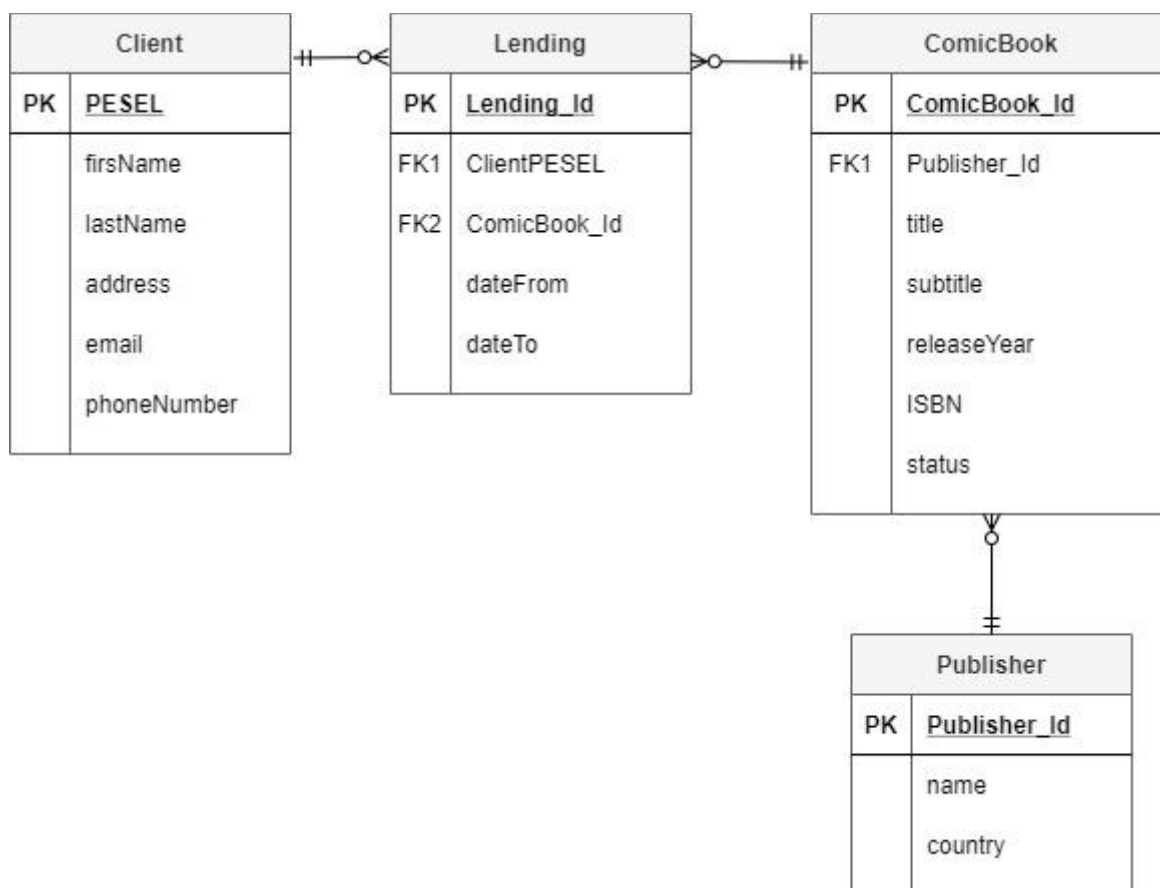 Client
PK PESEL
firsName
lastName
address
email
phoneNumber
Lending
PK Lending_Id
FK1 ClientPESEL
FK2 ComicBook_Id
dateFrom
dateTo
ComicBook
PK ComicBook_Id
FK1 Publisher_Id
title
subtitle
releaseYear
ISBN
status
Publisher
PK Publisher_Id
name
country